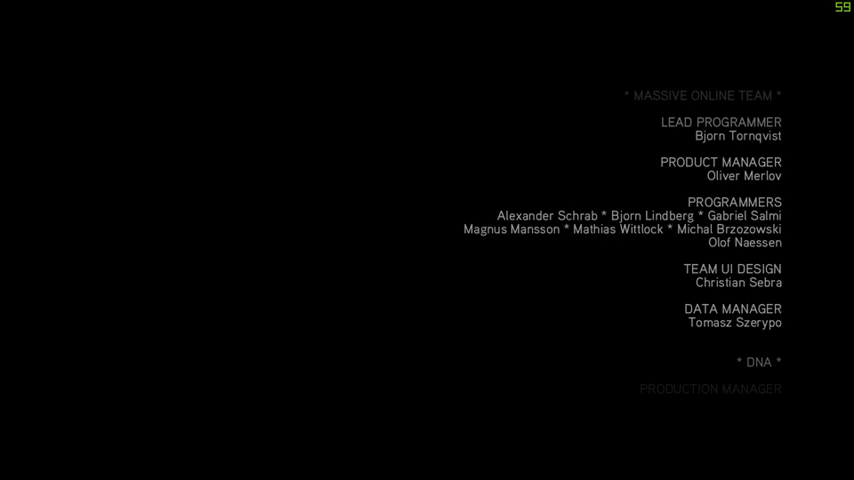 59
* MASSIVE ONLINE TEAM *
LEAD PROGRAMMER
Bjorn Tornqvist
PRODUCT MANAGER
Oliver Merlov
PROGRAMMERS
Alexander Schrab * Bjorn Lindberg * Gabriel Salmi
Magnus Mansson * Mathias Wittlock * Michal Brzozowski
Olof Naessen
TEAM UI DESIGN
Christian Sebra
DATA MANAGER
Tomasz Szerypo
* DNA *
PRODUCTION MANAGER